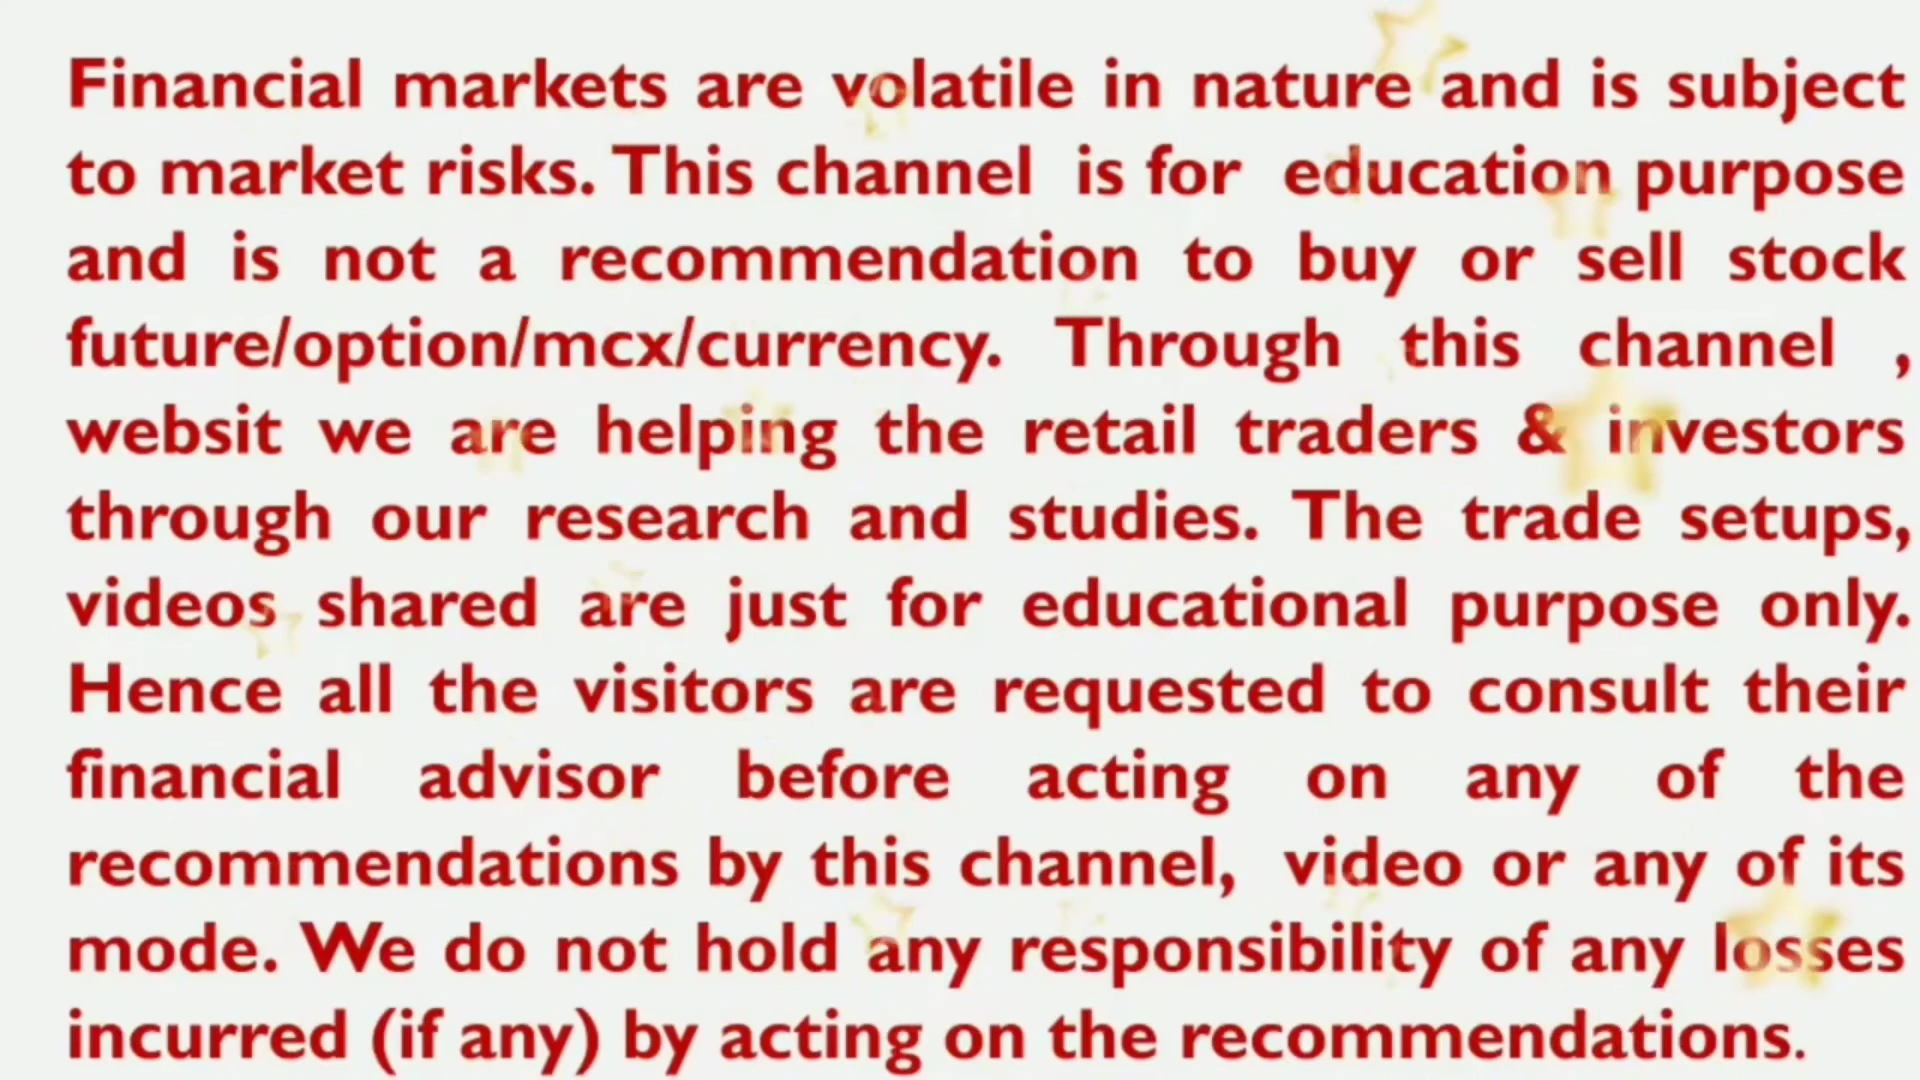 Financial markets are volatile in nature and is subject
to market risks. This channel is for education purpose
and is not a recommendation to buy or sell stock
future/option/mcx/currency. Through this channel ,
websit we are helping the retail traders & investors
through our research and studies. The trade setups,
videos shared are just for educational purpose only.
Hence all the visitors are requested to consult their
financial advisor before acting on any of the
recommendations by this channel, video or any of its
mode. We do not hold any responsibility of any losses
incurred (if any) by acting on the recommendations.